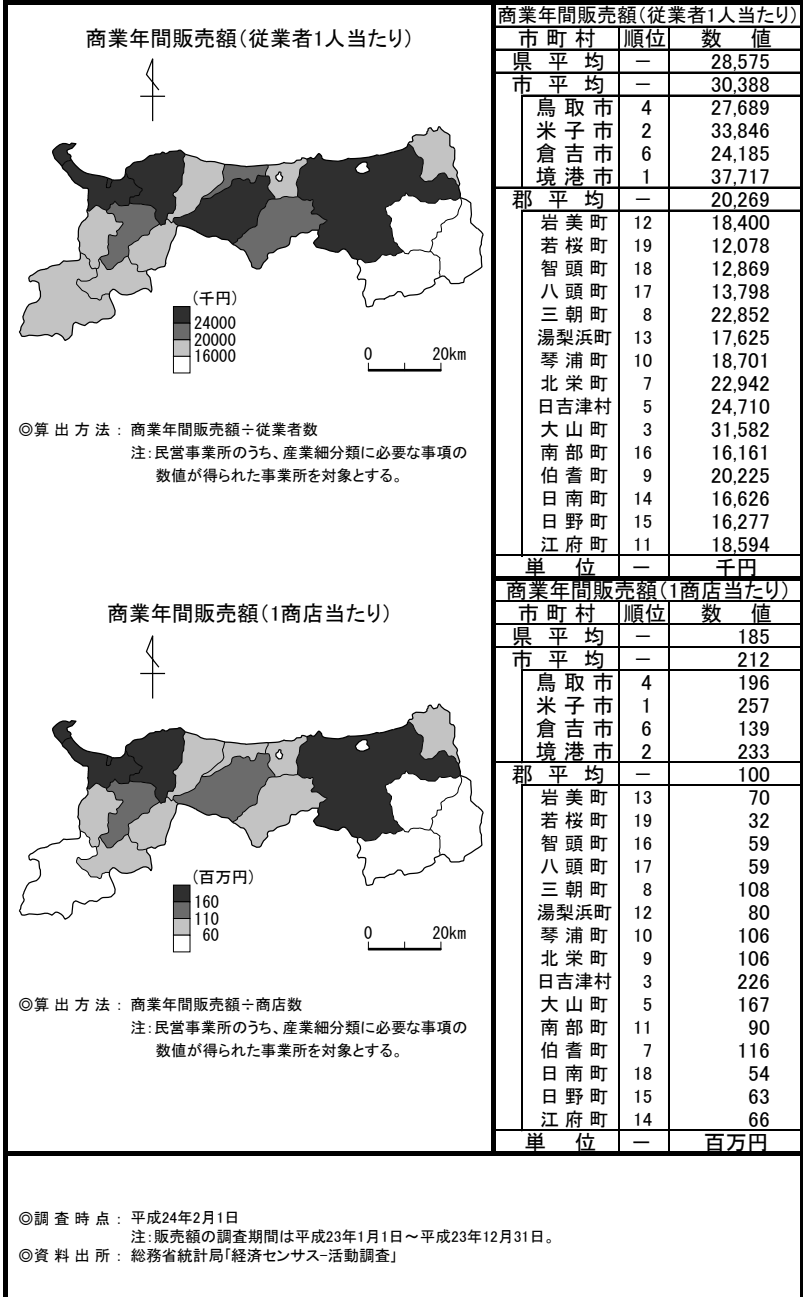 商業年間販売額(従業者1人当たり)
(千円)
24000
20000
16000
0 20km
◎算出方法: 商業年間販売額÷従業者数
注:民営事業所のうち、産業細分類に必要な事項の
数値が得られた事業所を対象とする。
商業年間販売額(従業者1人当たり)
市町村 順位 数値
県平均 － 28,575
市平均 － 30,388
鳥取市 4 27,689
米子市 2 33,846
倉吉市 6 24,185
境港市 1 37,717
郡平均 － 20,269
岩美町 12 18,400
若桜町 19 12,078
智頭町 18 12,869
八頭町 17 13,798
三朝町 8 22,852
湯梨浜町 13 17,625
琴浦町 10 18,701
北栄町 7 22,942
日吉津村 5 24,710
大山町 3 31,582
南部町 16 16,161
伯耆町 9 20,225
日南町 14 16,626
日野町 15 16,277
江府町 11 18,594
単位 － 千円
商業年間販売額(1商店当たり)
(百万円)
160
110
60
0 20km
◎算出方法: 商業年間販売額÷商店数
注:民営事業所のうち、産業細分類に必要な事項の
数値が得られた事業所を対象とする。
商業年間販売額(1商店当たり)
市町村 順位 数値
県平均 － 185
市平均 － 212
鳥取市 4 196
米子市 1 257
倉吉市 6 139
境港市 2 233
郡平均 － 100
岩美町 13 70
若桜町 19 32
智頭町 16 59
八頭町 17 59
三朝町 8 108
湯梨浜町 12 80
琴浦町 10 106
北栄町 9 106
日吉津村 3 226
大山町 5 167
南部町 11 90
伯耆町 7 116
日南町 18 54
日野町 15 63
江府町 14 66
単位 － 百万円
◎調査時点: 平成24年2月1日
注:販売額の調査期間は平成23年1月1日～平成23年12月31日。
◎資料出所: 総務省統計局「経済センサス-活動調査」